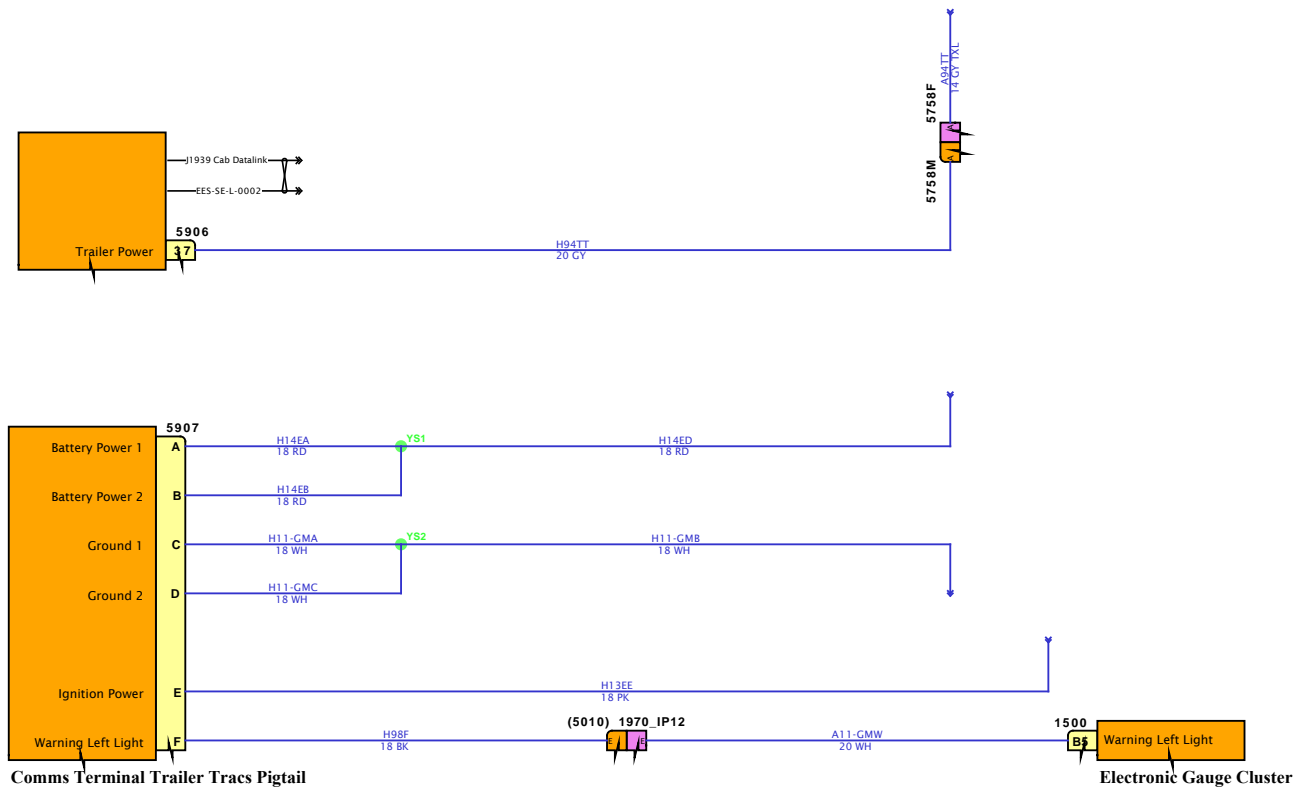 A94TT
14 GY TXL
5758F
A
A
5758M
J1939 Cab Datalink
EES-SE-L-0002
5906
Trailer Power
37
H94TT
20 GY
5907
Battery Power 1
A
H14EA
18 RD
YS1
H14ED
18 RD
Battery Power 2
B
H14EB
18 RD
Ground 1
C
H11-GMA
18 WH
YS2
H11-GMB
18 WH
Ground 2
D
H11-GMC
18 WH
Ignition Power
E
H13EE
18 PK
Warning Left Light
F
H98F
18 BK
(5010) 1970_IP12
E
E
A11-GMW
20 WH
1500
B5
Warning Left Light
Comms Terminal Trailer Tracs Pigtail
Electronic Gauge Cluster